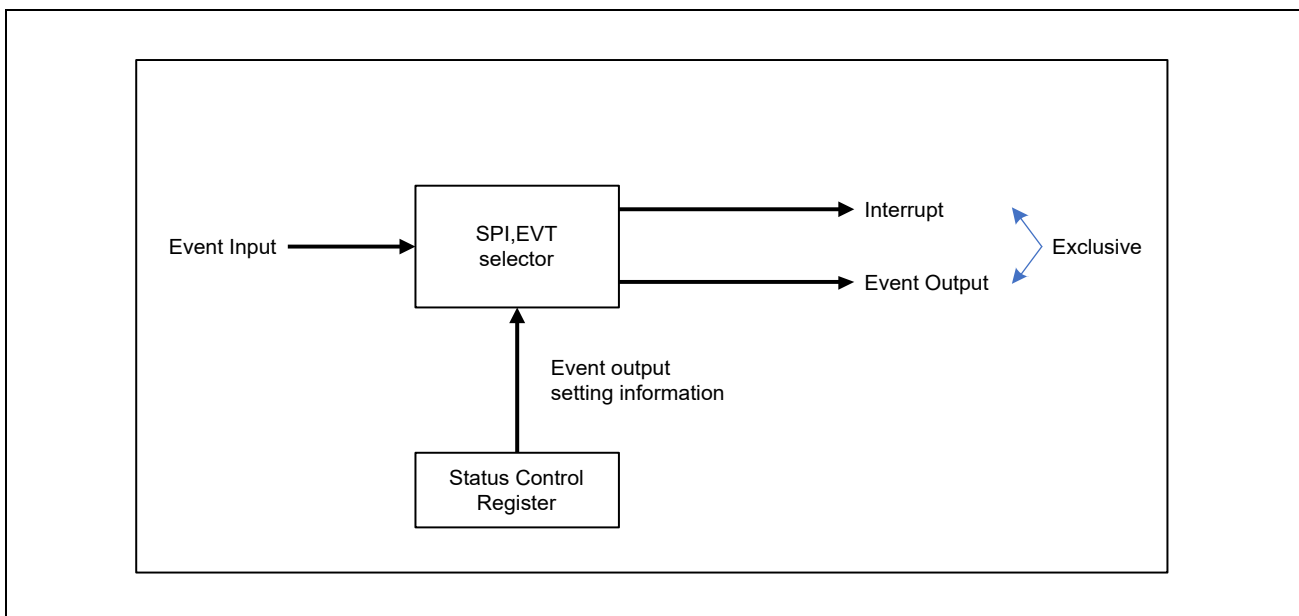 Interrupt
SPI,EVT
selector
Event Input
Exclusive
Event Output
Event output
setting information
Status Control
Register